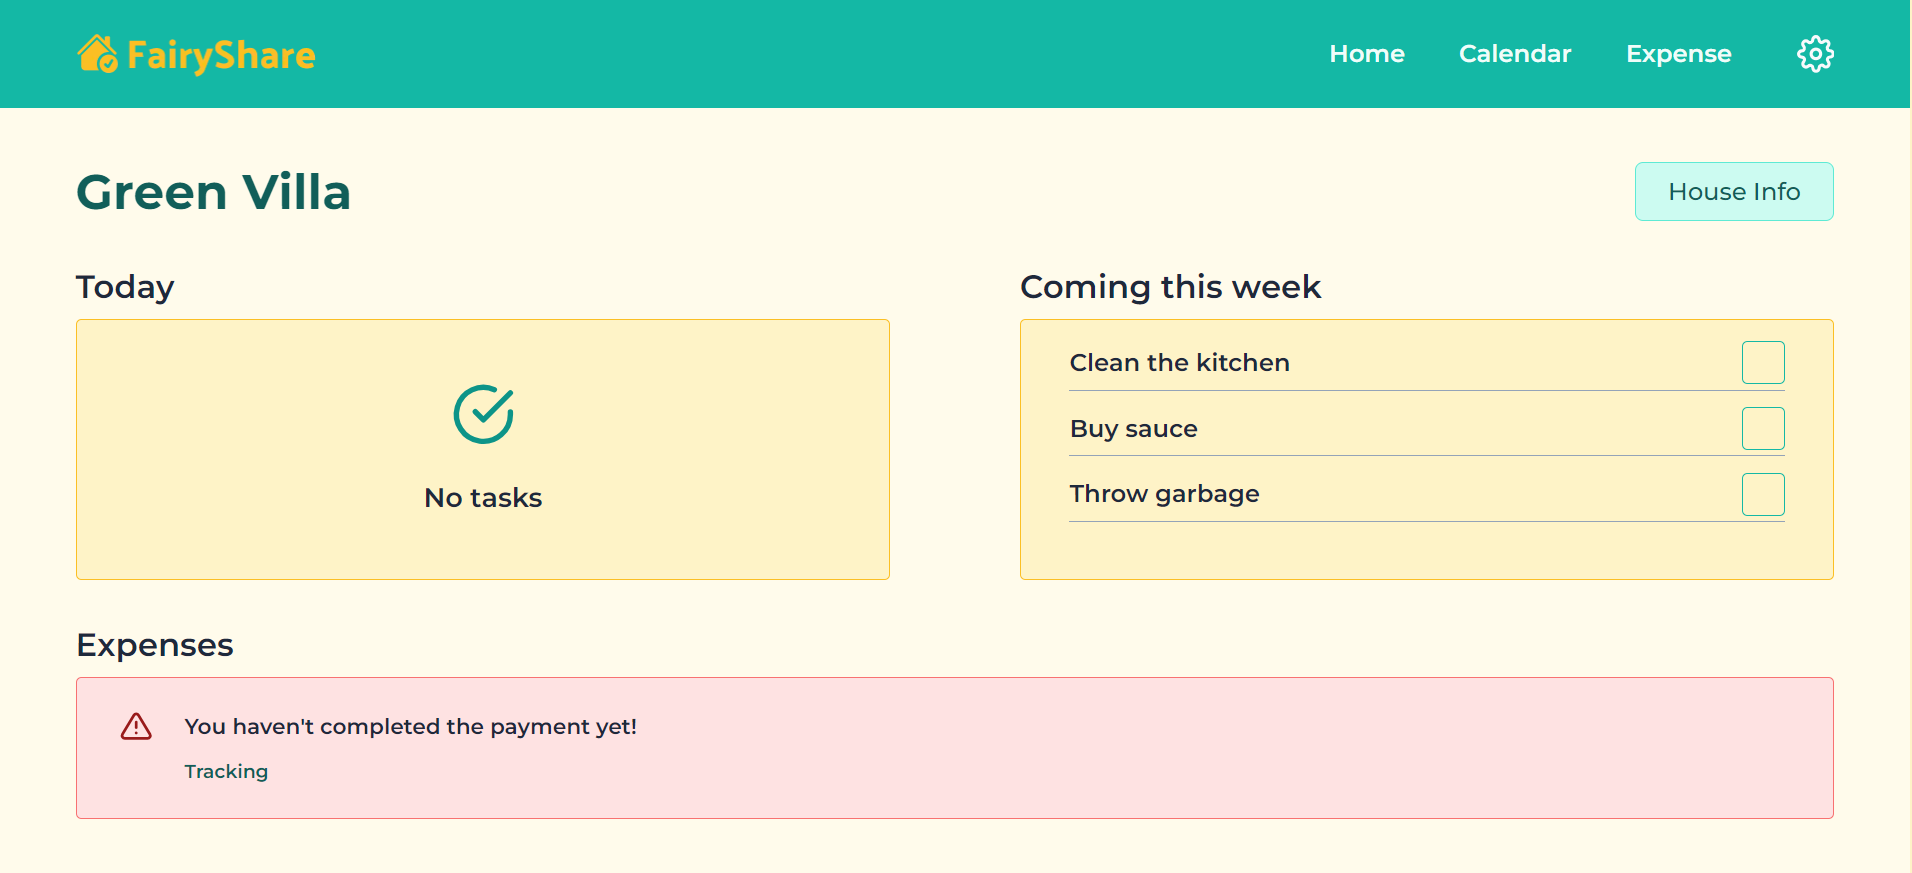 FairyShare
Home Calendar Expense
Green Villa
House Info
Today
No tasks
Coming this week
Clean the kitchen
Buy sauce
Throw garbage
Expenses
You haven't completed the payment yet!
Tracking